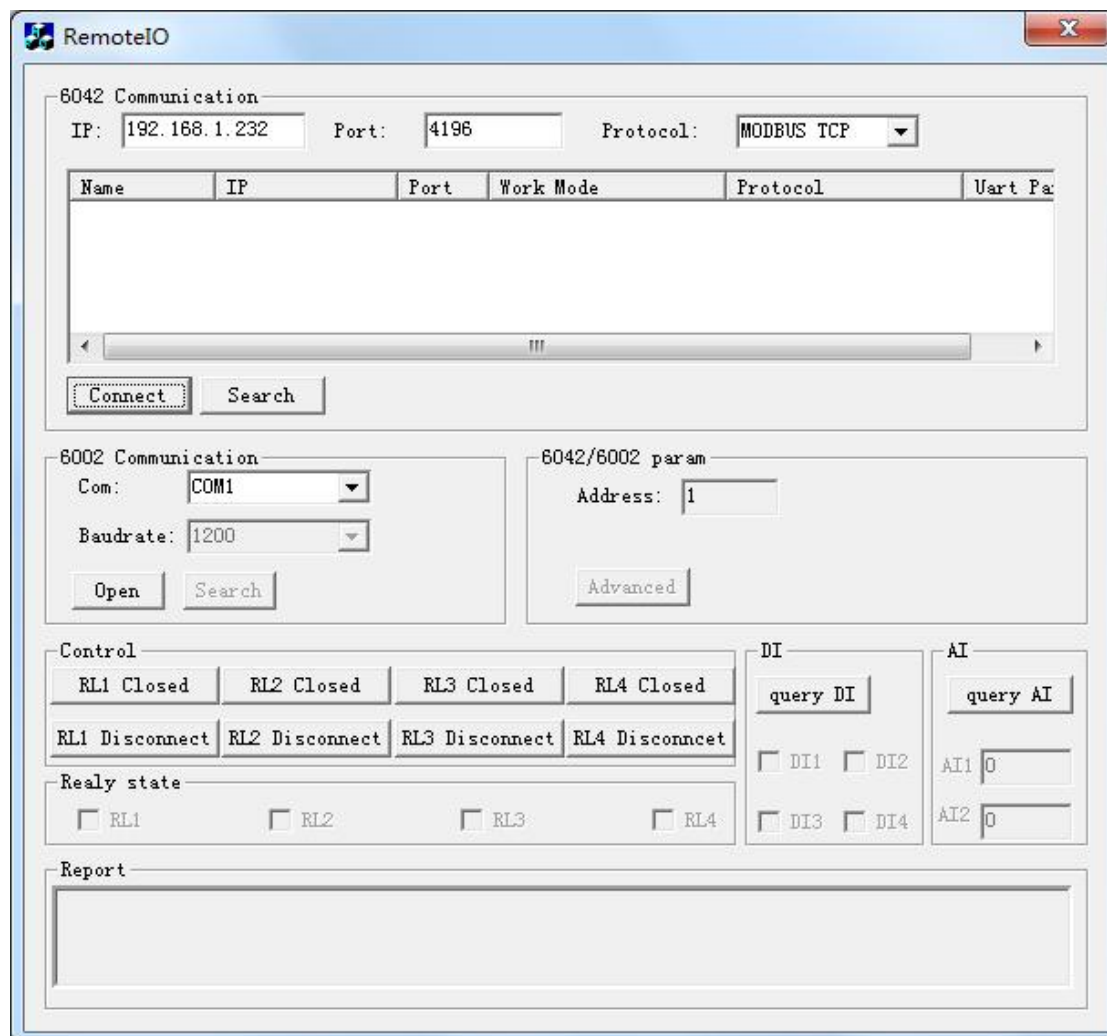 RemoteIO
6042 Communication
IP: 192.168.1.232 Port: 4196 Protocol: MODBUS TCP
Name IP Port Work Mode Protocol Uart Pa
Connect Search
6002 Communication
Com: COM1
Baudrate: 1200
Open Search
6042/6002 param
Address: 1
Advanced
Control
RL1 Closed RL2 Closed RL3 Closed RL4 Closed
RL1 Disconnect RL2 Disconnect RL3 Disconnect RL4 Disconncet
Realy state
RL1 RL2 RL3 RL4
DI
query DI
DI1 DI2
DI3 DI4
AI
query AI
AI1 0
AI2 0
Report